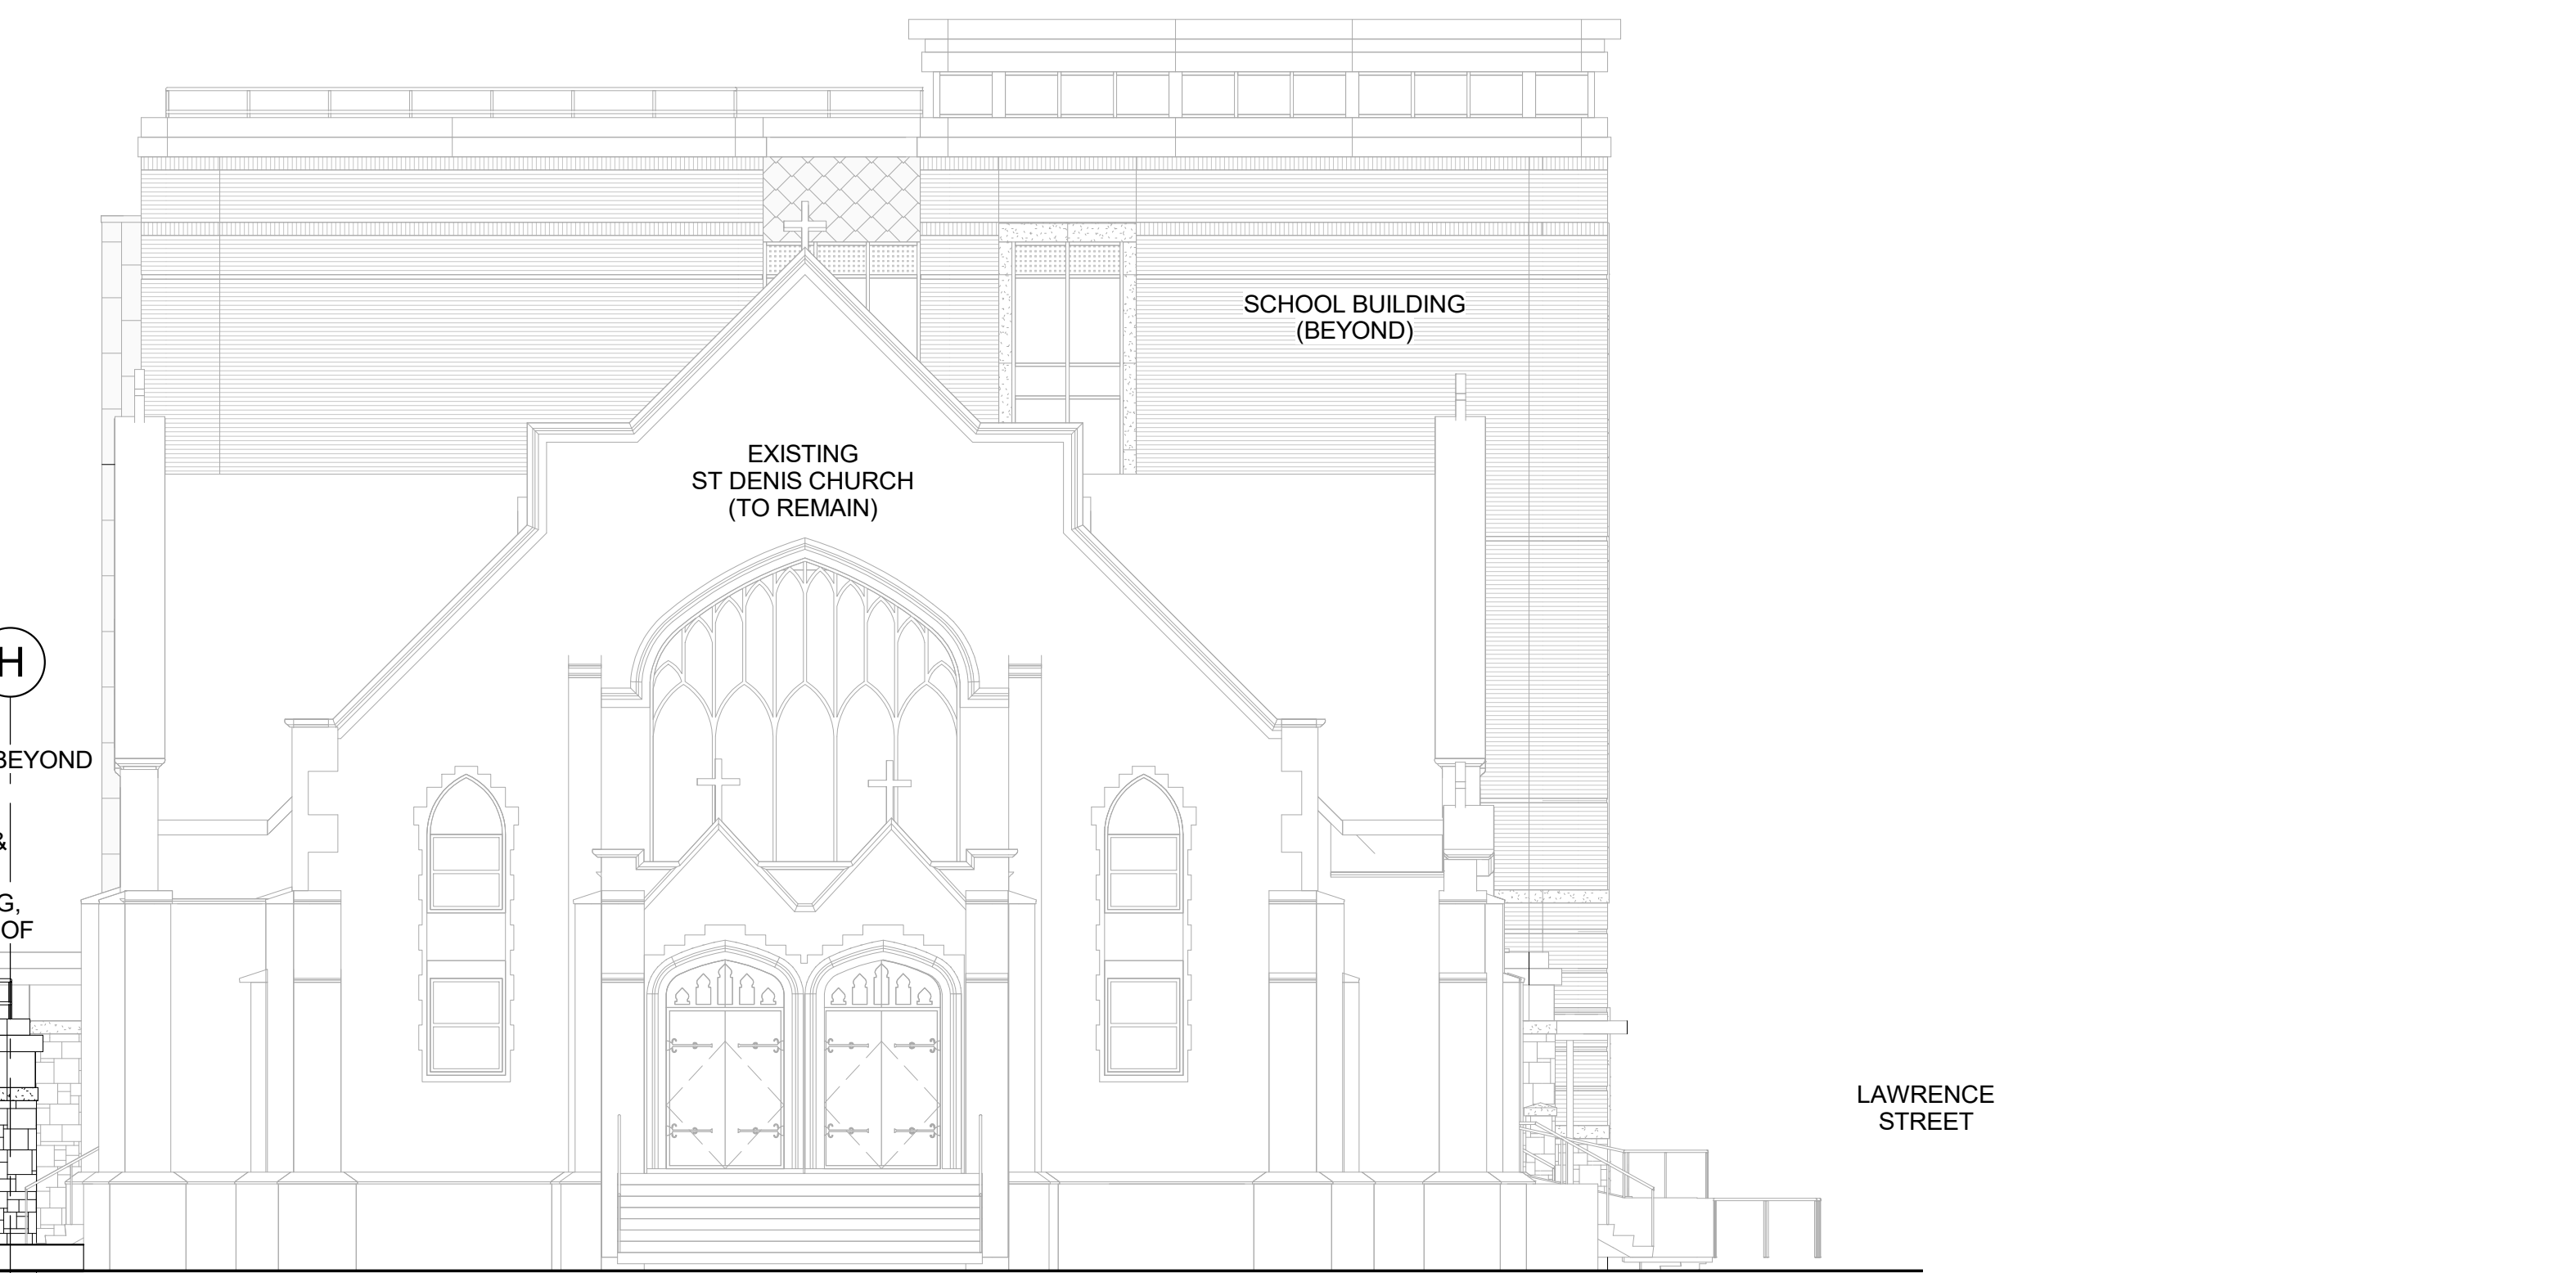 SCHOOL BUILDING
(BEYOND)
EXISTING
ST DENIS CHURCH
(TO REMAIN)
H
BEYOND
&
G,
OF
LAWRENCE
STREET